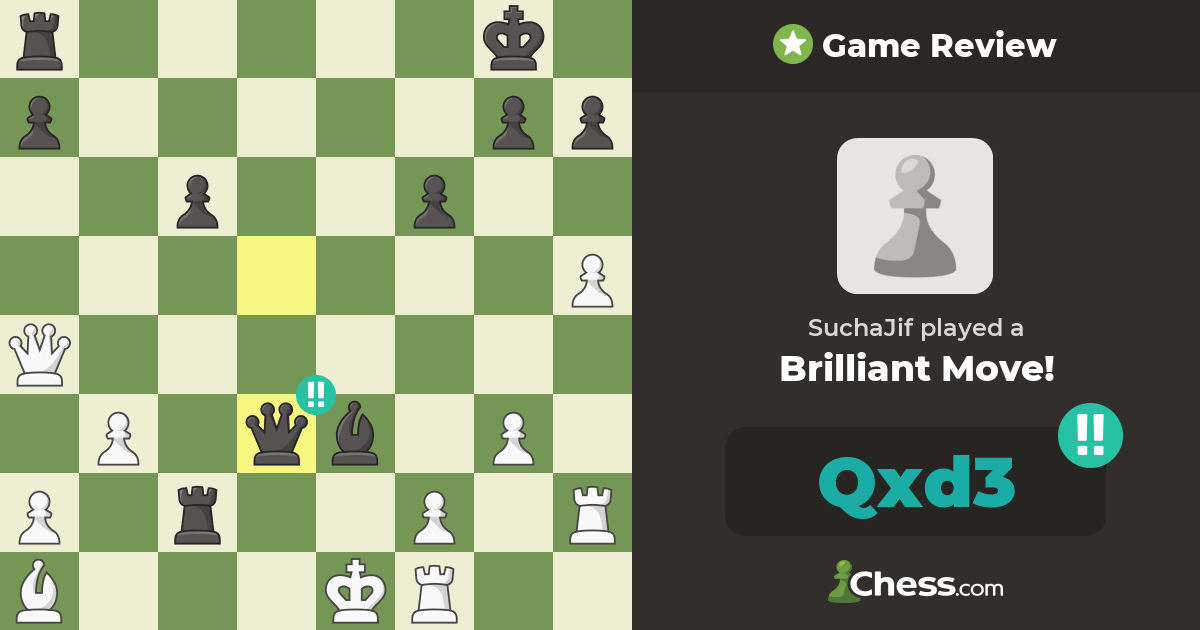 !!
Game Review
SuchaJif played a
Brilliant Move!
!!
Qxd3
Chess.com